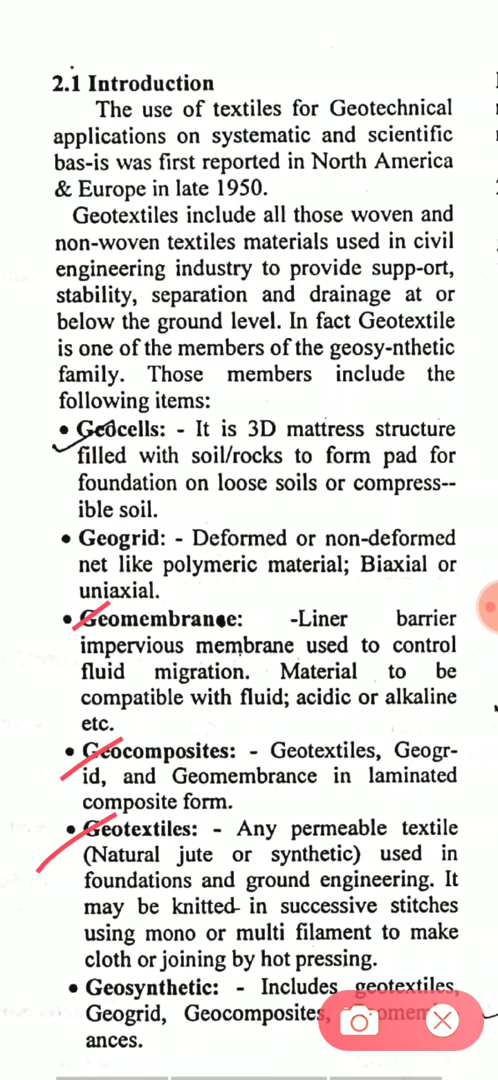 2.1 Introduction
The use of textiles for Geotechnical
applications on systematic and scientific
bas-is was first reported in North America
& Europe in late 1950.
Geotextiles include all those woven and
non-woven textiles materials used in civil
engineering industry to provide supp-ort,
stability, separation and drainage at or
below the ground level. In fact Geotextile
is one of the members of the geosy-nthetic
family. Those members include the
following items:
• Geocells: - It is 3D mattress structure
filled with soil/rocks to form pad for
foundation on loose soils or compress--
ible soil.
• Geogrid: - Deformed or non-deformed
net like polymeric material; Biaxial or
uniaxial.
• Geomembranse: -Liner barrier
impervious membrane used to control
fluid migration. Material to be
compatible with fluid; acidic or alkaline
etc.
• Geocomposites: - Geotextiles, Geogr-
id, and Geomembrance in laminated
composite form.
• Geotextiles: - Any permeable textile
(Natural jute or synthetic) used in
foundations and ground engineering. It
may be knitted in successive stitches
using mono or multi filament to make
cloth or joining by hot pressing.
• Geosynthetic: - Includes geotextiles,
Geogrid, Geocomposites,
ances.